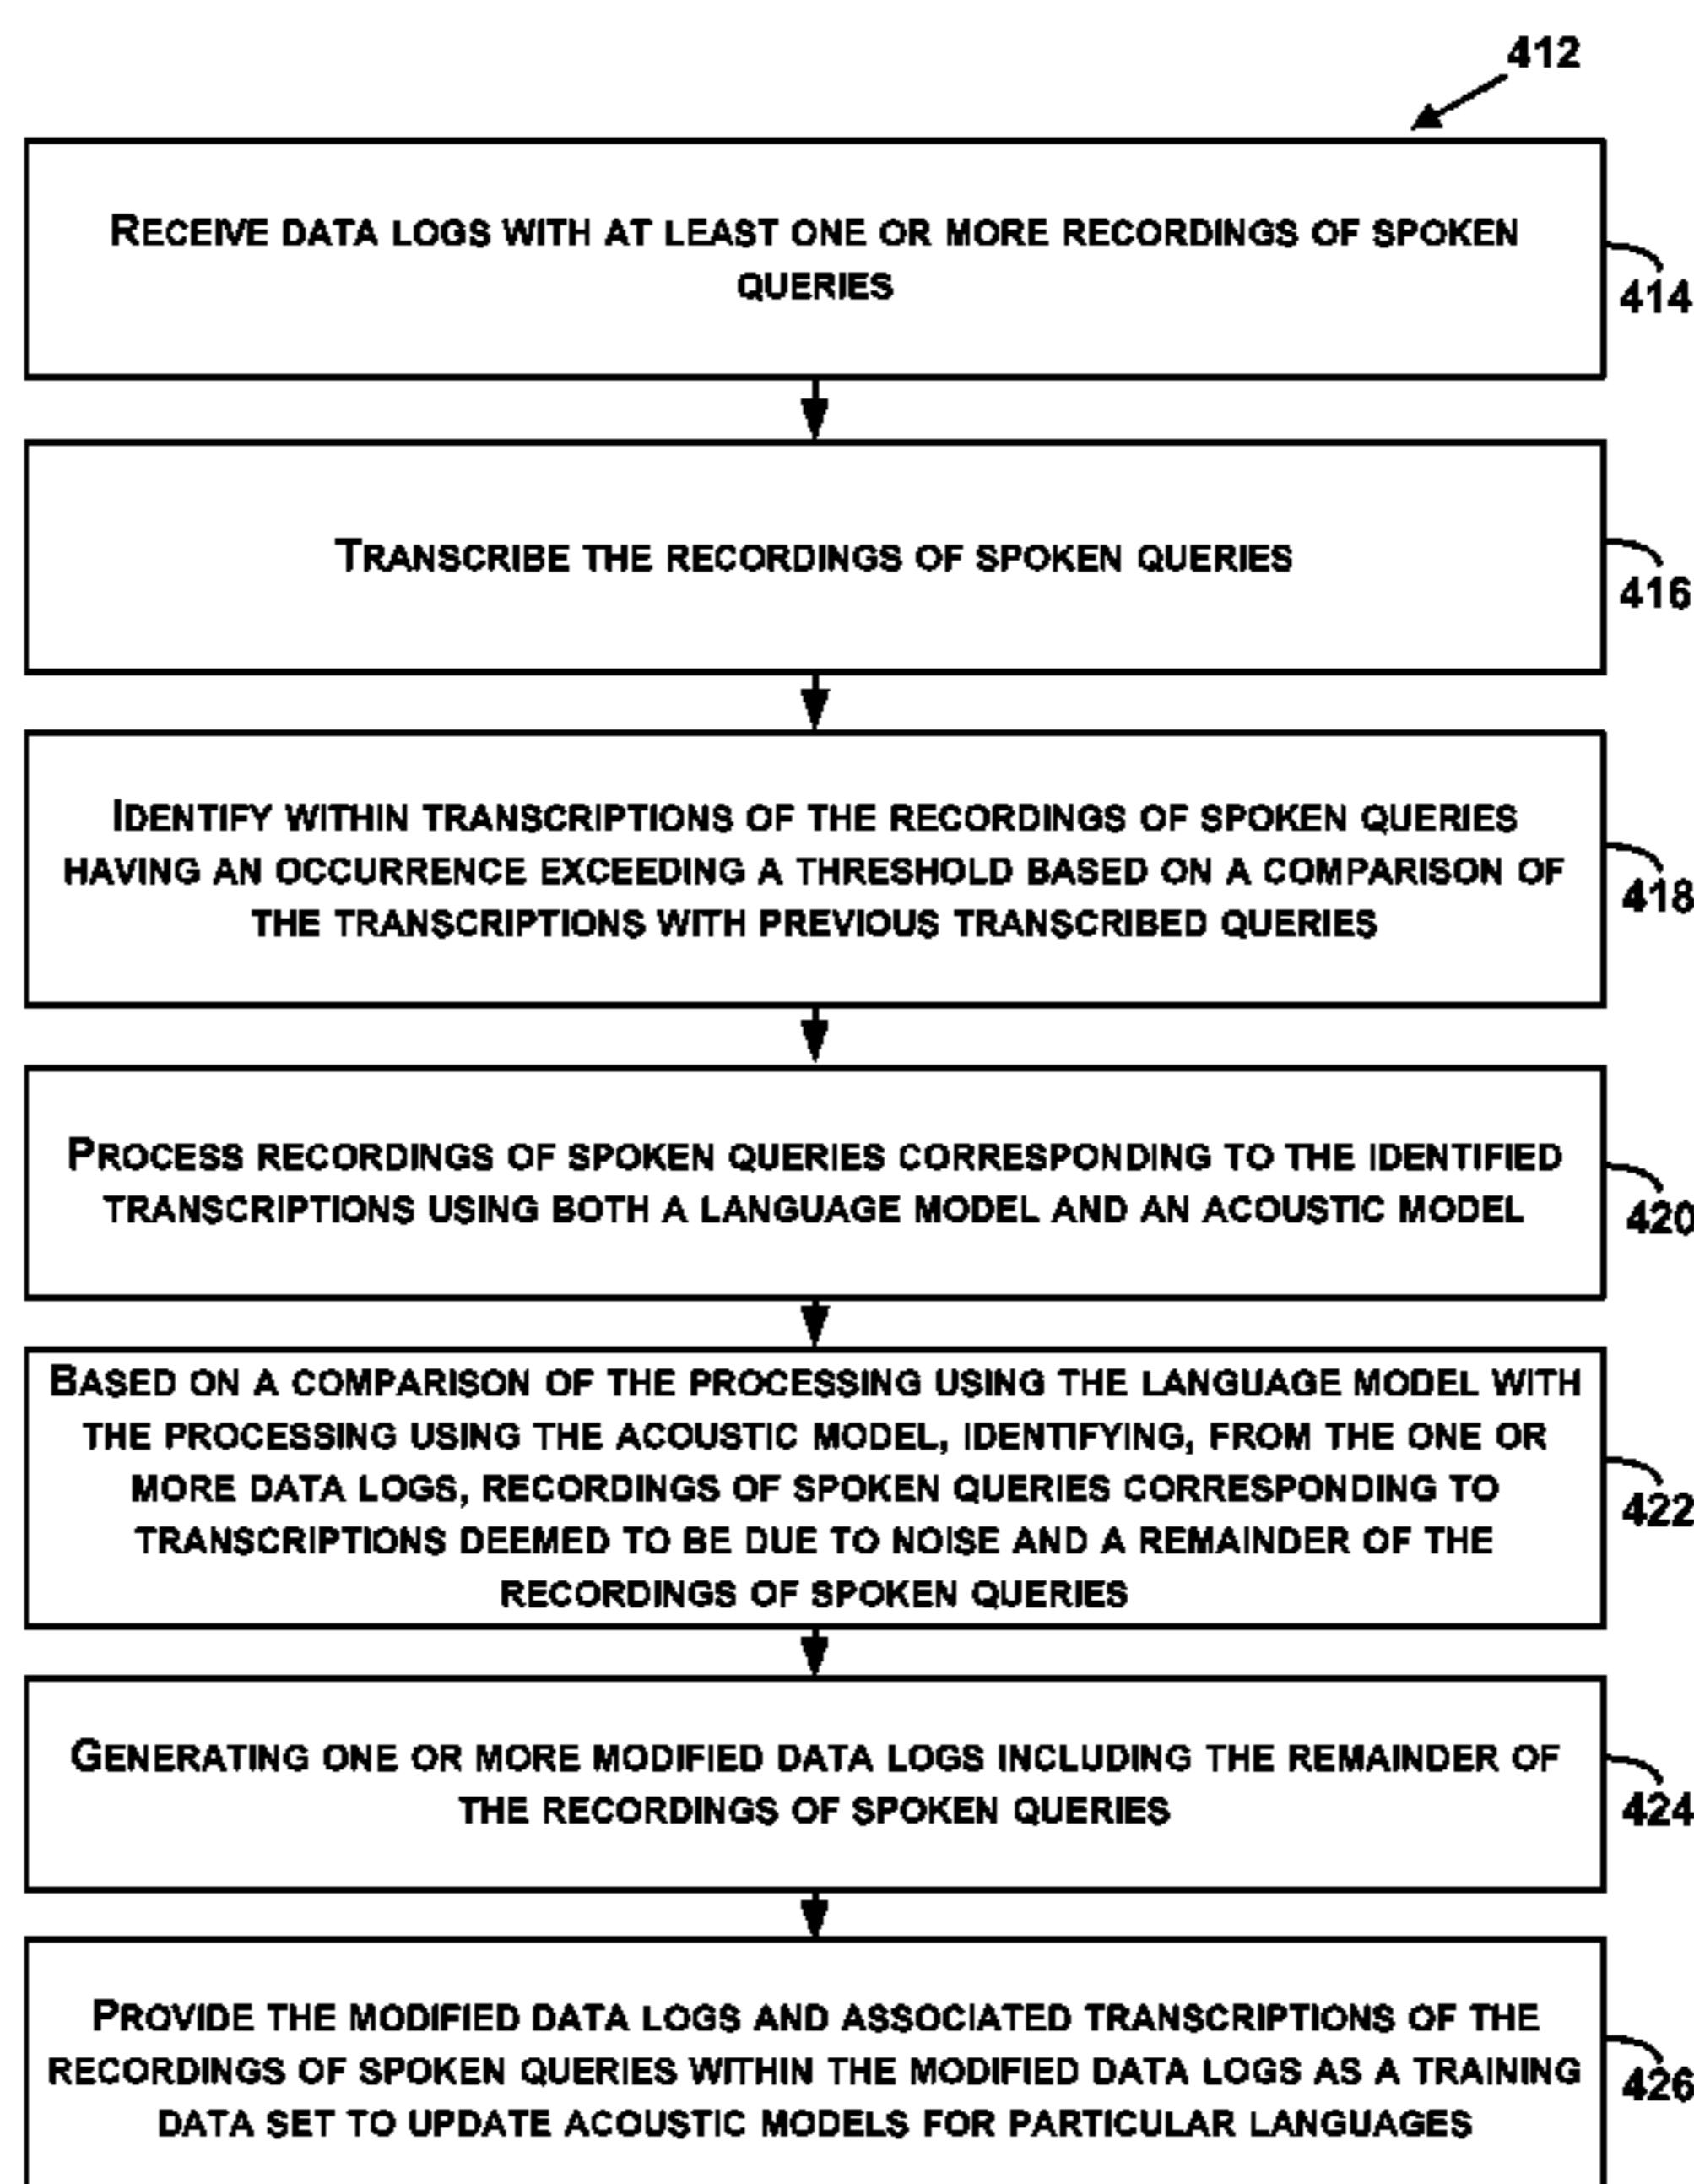 412
RECEIVE DATA LOGS WITH AT LEAST ONE OR MORE RECORDINGS OF SPOKEN
QUERIES
414
TRANSCRIBE THE RECORDINGS OF SPOKEN QUERIES
416
IDENTIFY WITHIN TRANSCRIPTIONS OF THE RECORDINGS OF SPOKEN QUERIES
HAVING AN OCCURRENCE EXCEEDING A THRESHOLD BASED ON A COMPARISON OF
THE TRANSCRIPTIONS WITH PREVIOUS TRANSCRIBED QUERIES
418
PROCESS RECORDINGS OF SPOKEN QUERIES CORRESPONDING TO THE IDENTIFIED
TRANSCRIPTIONS USING BOTH A LANGUAGE MODEL AND AN ACOUSTIC MODEL
420
BASED ON A COMPARISON OF THE PROCESSING USING THE LANGUAGE MODEL WITH
THE PROCESSING USING THE ACOUSTIC MODEL, IDENTIFYING, FROM THE ONE OR
MORE DATA LOGS, RECORDINGS OF SPOKEN QUERIES CORRESPONDING TO
TRANSCRIPTIONS DEEMED TO BE DUE TO NOISE AND A REMAINDER OF THE
RECORDINGS OF SPOKEN QUERIES
422
GENERATING ONE OR MORE MODIFIED DATA LOGS INCLUDING THE REMAINDER OF
THE RECORDINGS OF SPOKEN QUERIES
424
PROVIDE THE MODIFIED DATA LOGS AND ASSOCIATED TRANSCRIPTIONS OF THE
RECORDINGS OF SPOKEN QUERIES WITHIN THE MODIFIED DATA LOGS AS A TRAINING
DATA SET TO UPDATE ACOUSTIC MODELS FOR PARTICULAR LANGUAGES
426